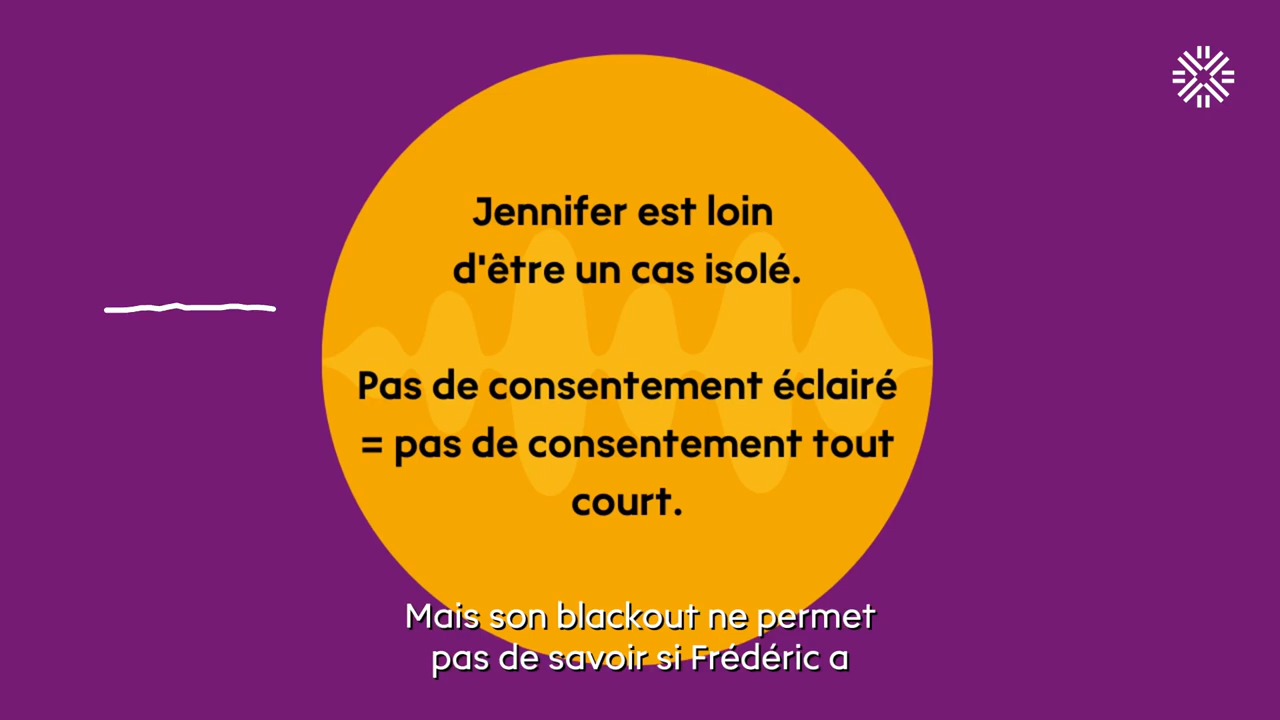 Jennifer est loin
d'être un cas isolé.
Pas de consentement éclairé
= pas de consentement tout
court.
Mais son blackout ne permet
pas de savoir si Frédéric a